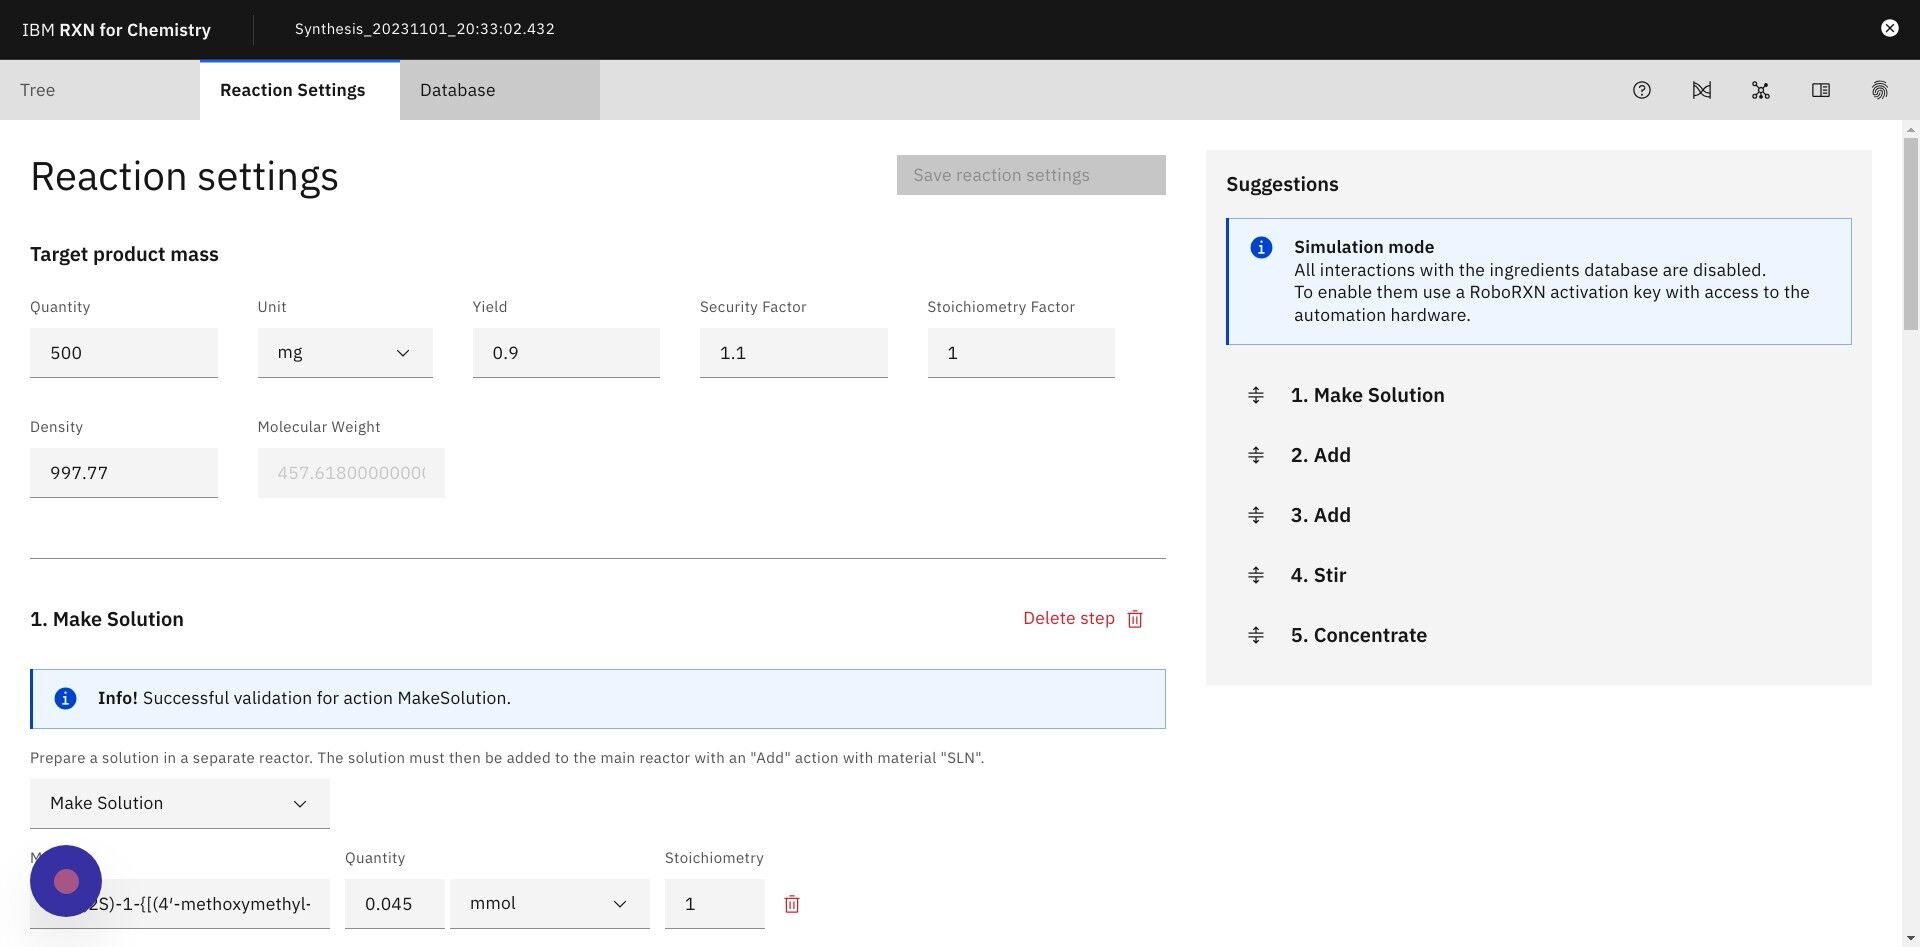 IBM RXN for Chemistry
Synthesis_20231101_20:33:02.432
Tree
Reaction Settings
Database
Reaction settings
Save reaction settings
Target product mass
Quantity
Unit
Yield
Security Factor
Stoichiometry Factor
500
mg
0.9
1.1
1
Density
Molecular Weight
997.77
457.6180000000
1. Make Solution
Delete step
Info! Successful validation for action MakeSolution.
Prepare a solution in a separate reactor. The solution must then be added to the main reactor with an "Add" action with material "SLN".
Make Solution
Quantity
Stoichiometry
2S)-1-{[(4'-methoxymethyl-
0.045
mmol
1
Suggestions
Simulation mode
All interactions with the ingredients database are disabled.
To enable them use a RoboRXN activation key with access to the
automation hardware.
1. Make Solution
2. Add
3. Add
4. Stir
5. Concentrate